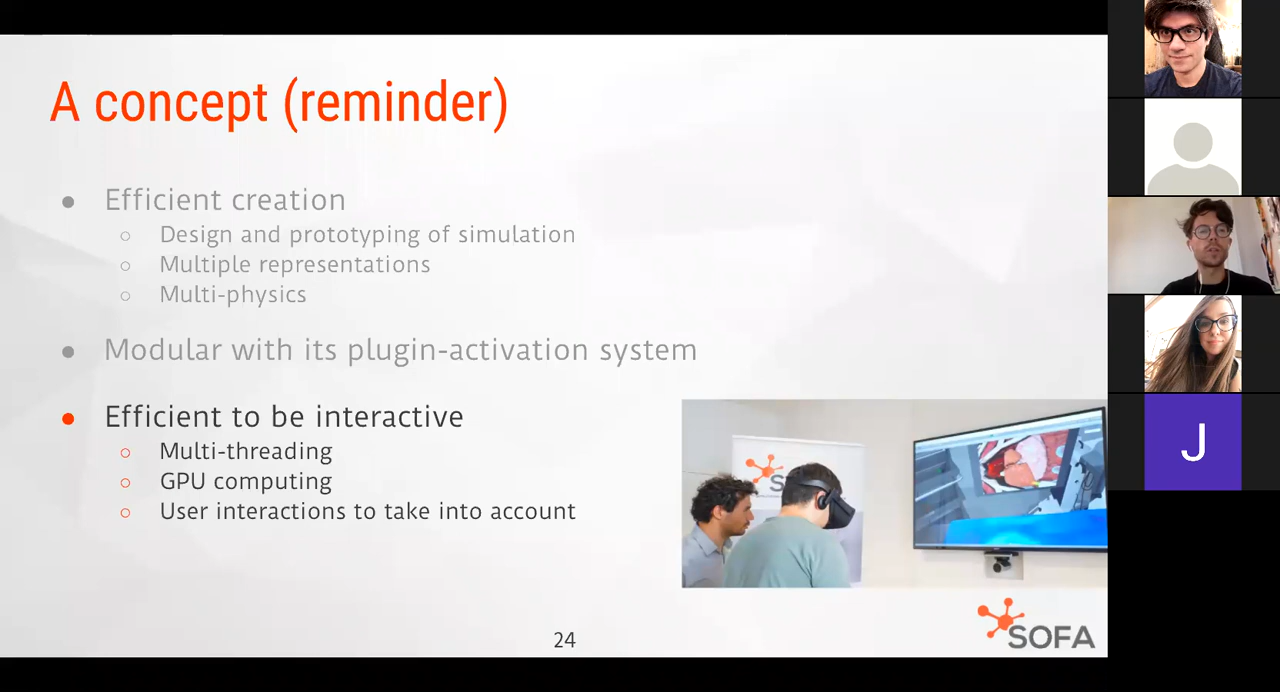 A concept (reminder)
● Efficient creation
○ Design and prototyping of simulation
○ Multiple representations
○ Multi-physics
● Modular with its plugin-activation system
● Efficient to be interactive
○ Multi-threading
○ GPU computing
○ User interactions to take into account
24
SOFA
J